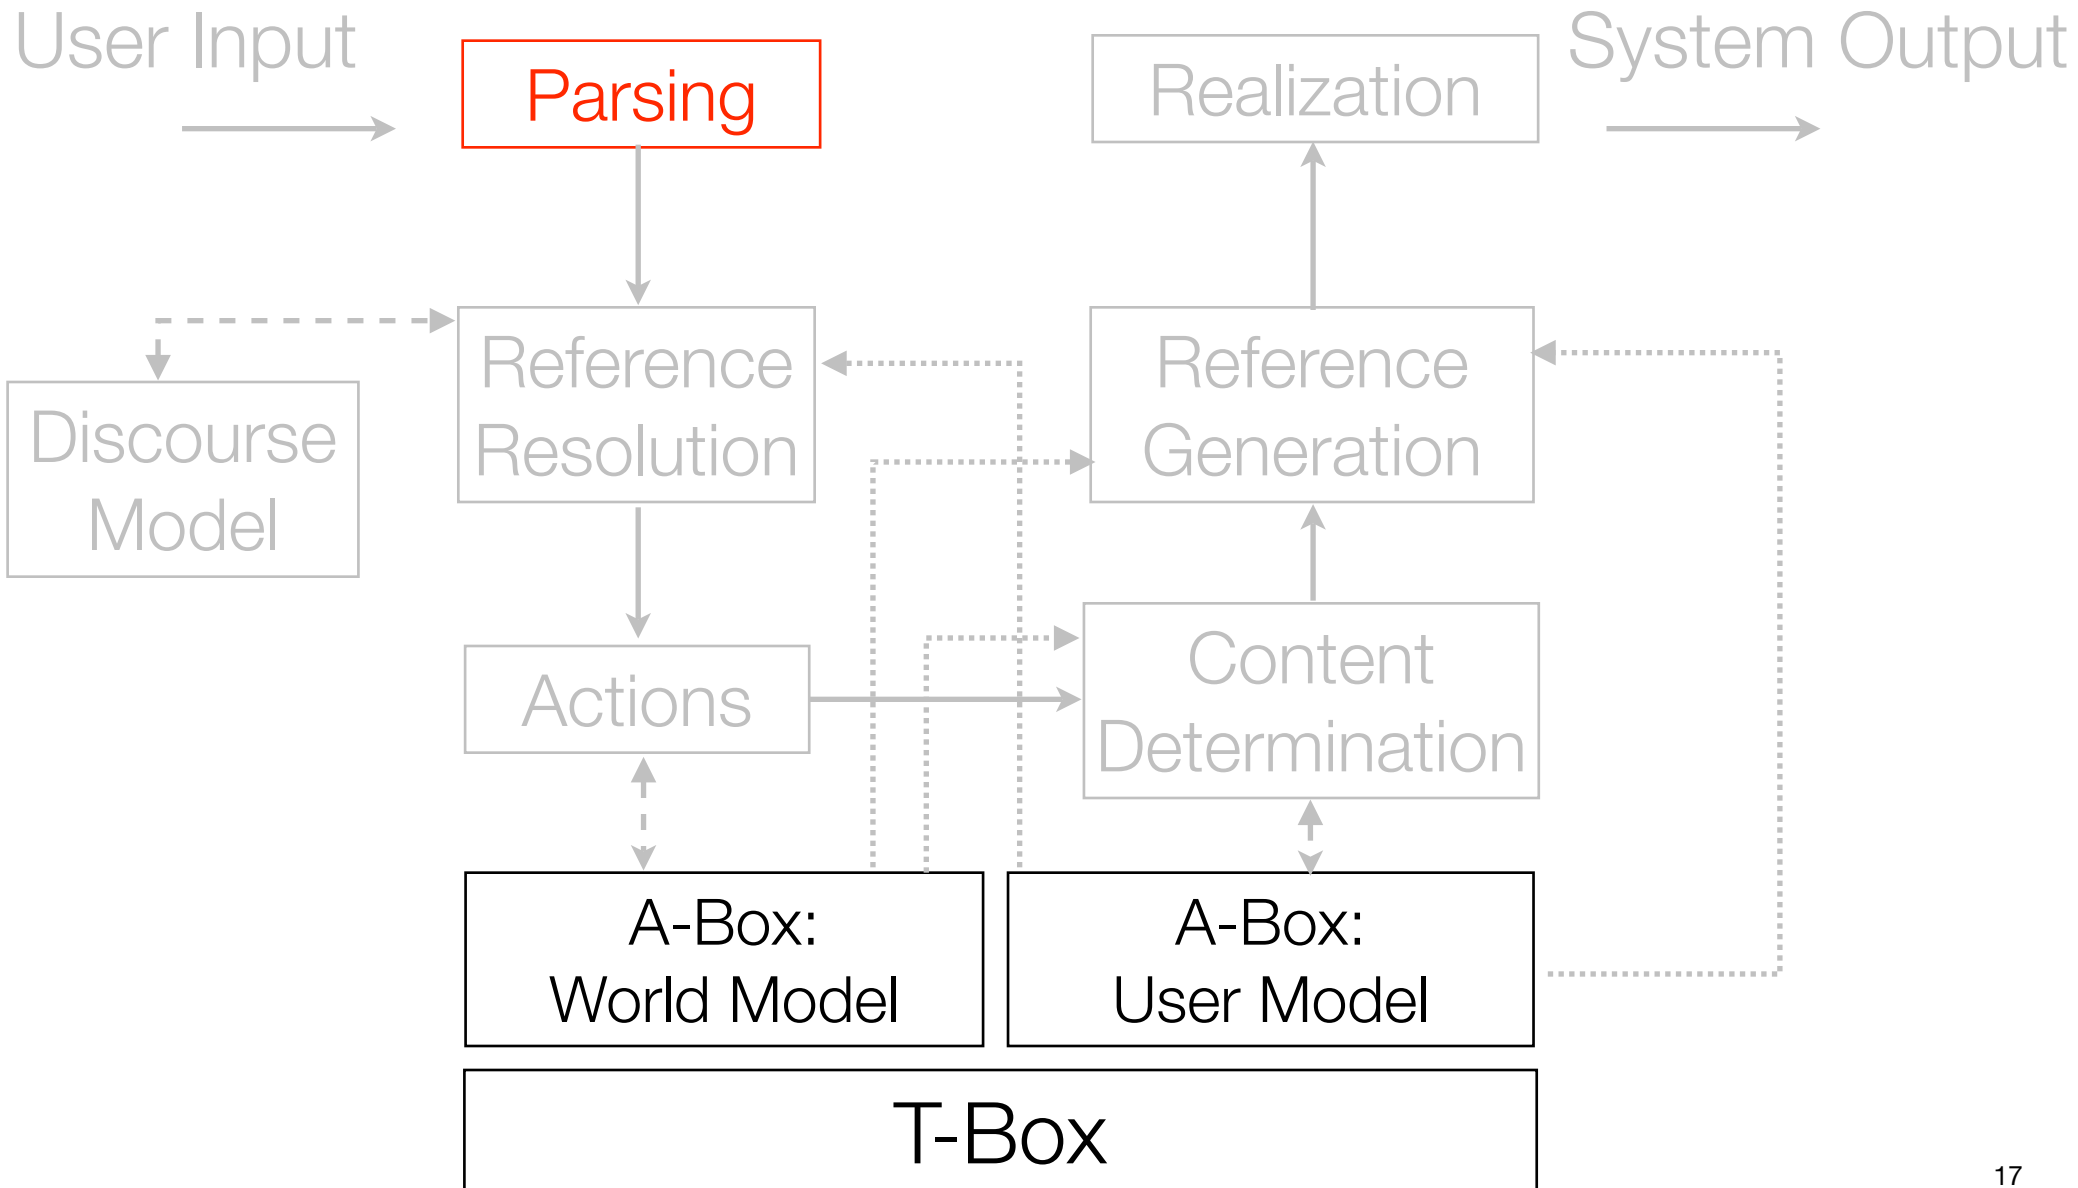 User Input
Parsing
Realization
System Output
Reference
Resolution
Reference
Generation
Discourse
Model
Actions
Content
Determination
A-Box:
World Model
A-Box:
User Model
T-Box
17